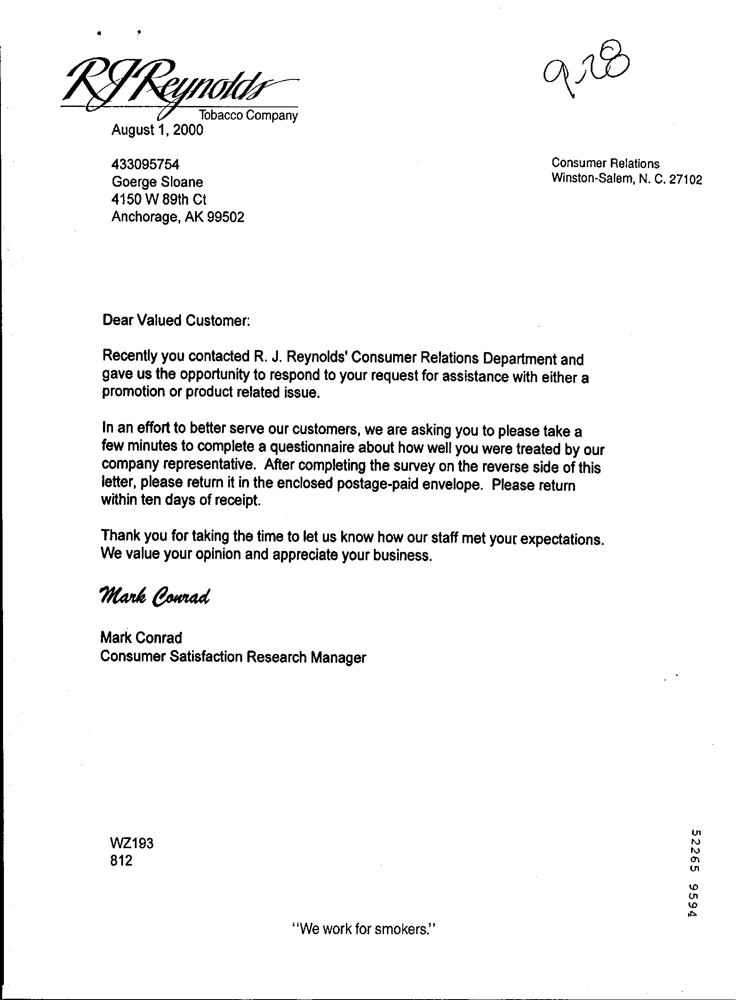 RJReynolds
Tobacco Company
August 1, 2000
433095754
Goerge Sloane
4150 W 89th Ct
Anchorage, AK 99502
928
Consumer Relations
Winston-Salem, N. C. 27102
Dear Valued Customer:
Recently you contacted R. J. Reynolds' Consumer Relations Department and
gave us the opportunity to respond to your request for assistance with either a
promotion or product related issue.
In an effort to better serve our customers, we are asking you to please take a
few minutes to complete a questionnaire about how well you were treated by our
company representative. After completing the survey on the reverse side of this
letter, please return it in the enclosed postage-paid envelope. Please return
within ten days of receipt.
Thank you for taking the time to let us know how our staff met your expectations.
We value your opinion and appreciate your business.
Mark Conrad
Mark Conrad
Consumer Satisfaction Research Manager
WZ193
812
52265 9594
"We work for smokers."